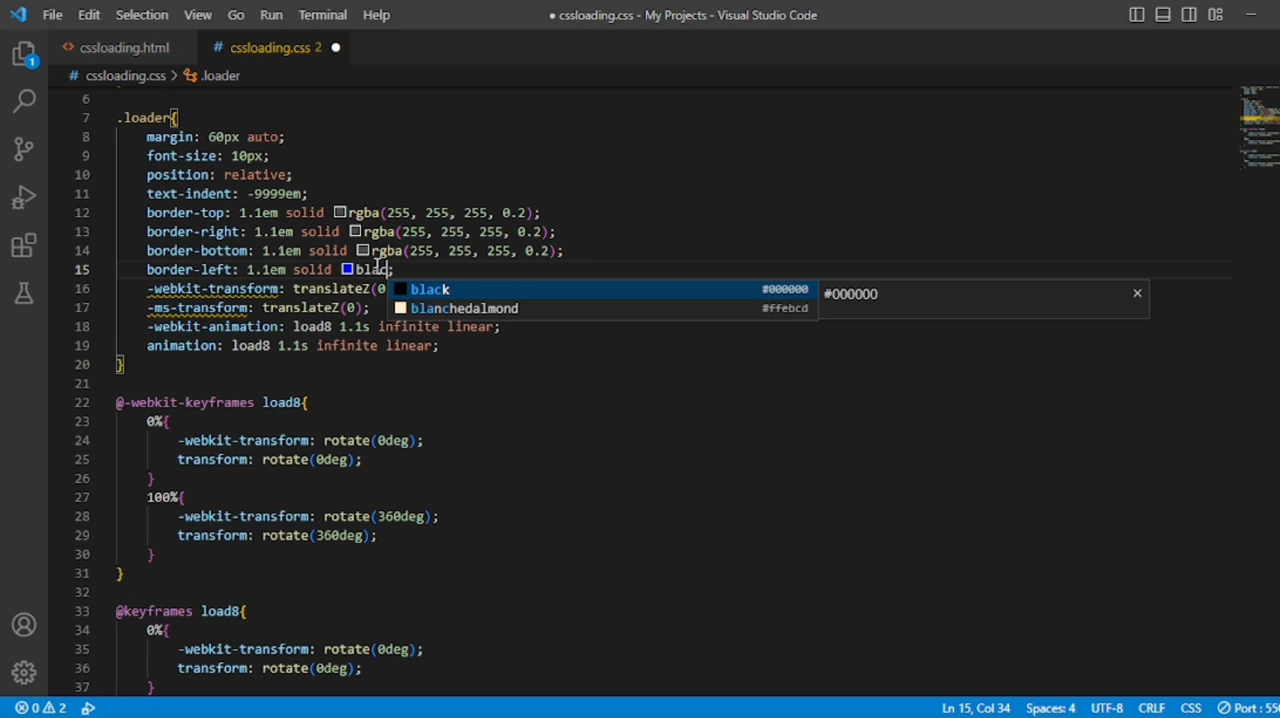 File Edit Selection View Go Run Terminal Help
● cssloading.css - My Projects - Visual Studio Code
<> cssloading.html # cssloading.css 2 ●
# cssloading.css > .loader
1
6
7 .loader{
8 margin: 60px auto;
9 font-size: 10px;
10 position: relative;
11 text-indent: -9999em;
12 border-top: 1.1em solid rgba(255, 255, 255, 0.2);
13 border-right: 1.1em solid rgba(255, 255, 255, 0.2);
14 border-bottom: 1.1em solid rgba(255, 255, 255, 0.2);
15 border-left: 1.1em solid blac;
black #000000 #000000 ×
16 -webkit-transform: translateZ(0
blanchedalmond #ffebcd
17 -ms-transform: translateZ(0);
18 -webkit-animation: load8 1.1s infinite linear;
19 animation: load8 1.1s infinite linear;
20 }
21
22 @-webkit-keyframes load8{
23 0%{
24 -webkit-transform: rotate(0deg);
25 transform: rotate(0deg);
26 }
27 100%{
28 -webkit-transform: rotate(360deg);
29 transform: rotate(360deg);
30 }
31 }
32
33 @keyframes load8{
34 0%{
35 -webkit-transform: rotate(0deg);
36 transform: rotate(0deg);
37 }
0 2 Ln 15, Col 34 Spaces: 4 UTF-8 CRLF CSS Port : 550